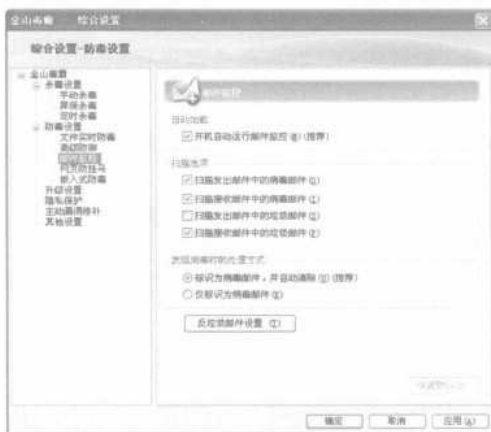 金山毒霸 综合设置
综合设置-防毒设置
金山毒霸
杀毒设置
手动杀毒
屏保杀毒
定时杀毒
防毒设置
文件实时防毒
高级防御
邮件监控
网页防挂马
嵌入式防毒
升级设置
隐私保护
主动漏洞修补
其他设置
邮件监控
自动加载
开机自动运行邮件监控(推荐)
扫描选项
扫描发出邮件中的病毒邮件
扫描接收邮件中的病毒邮件
扫描发出邮件中的垃圾邮件
扫描接收邮件中的垃圾邮件
发现病毒时的处理方式
标识为病毒邮件,并自动清除(推荐)
仅标识为病毒邮件
反垃圾邮件设置
确定
取消
应用(A)